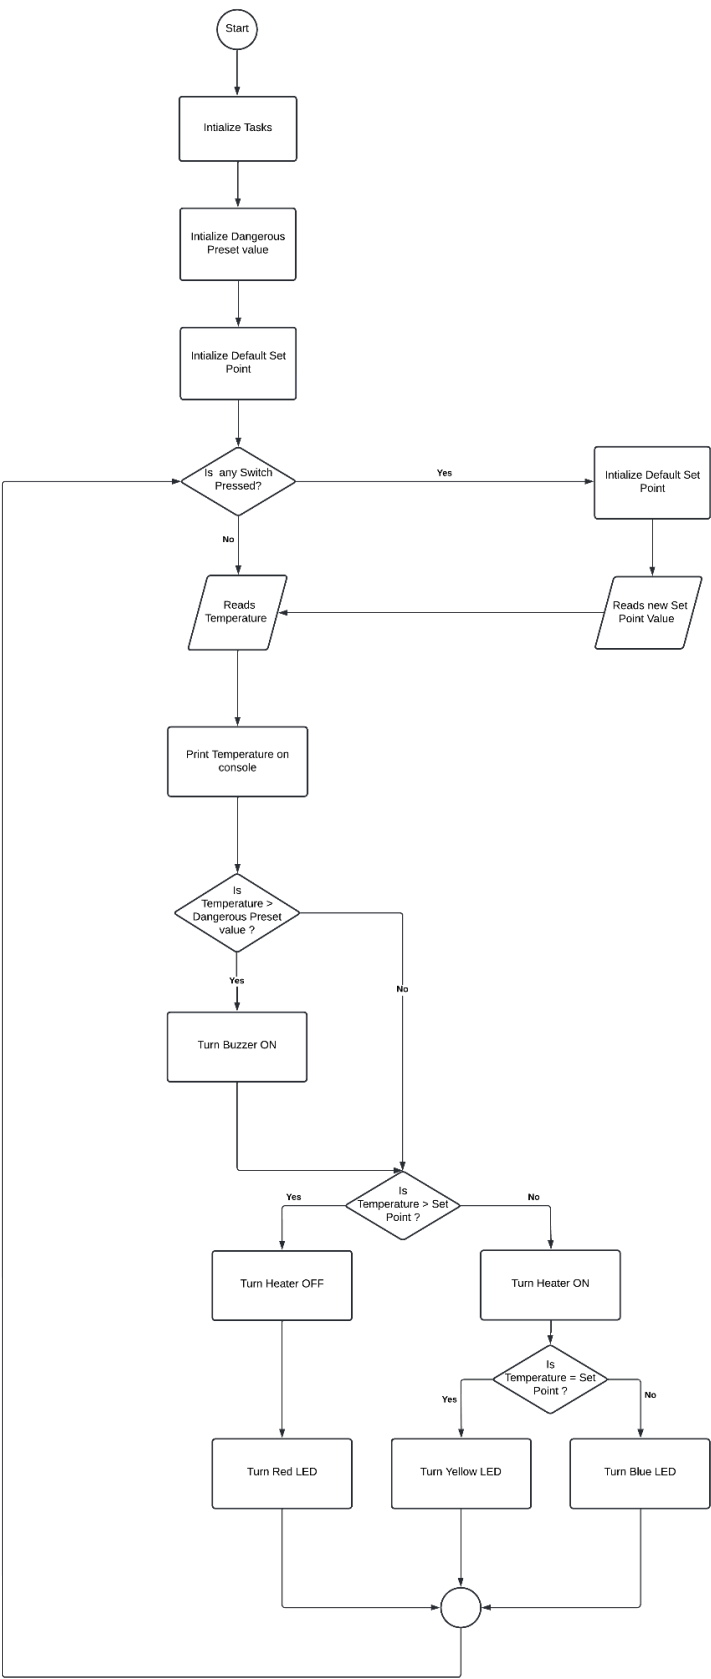 Start
Intialize Tasks
Intialize Dangerous
Preset value
Intialize Default Set
Point
Is any Switch
Pressed?
Yes
Intialize Default Set
Point
No
Reads
Temperature
Reads new Set
Point Value
Print Temperature on
console
Is
Temperature >
Dangerous Preset
value ?
Yes
No
Turn Buzzer ON
Is
Temperature > Set
Point ?
Yes
No
Turn Heater OFF
Turn Heater ON
Is
Temperature = Set
Point ?
Yes
No
Turn Red LED
Turn Yellow LED
Turn Blue LED